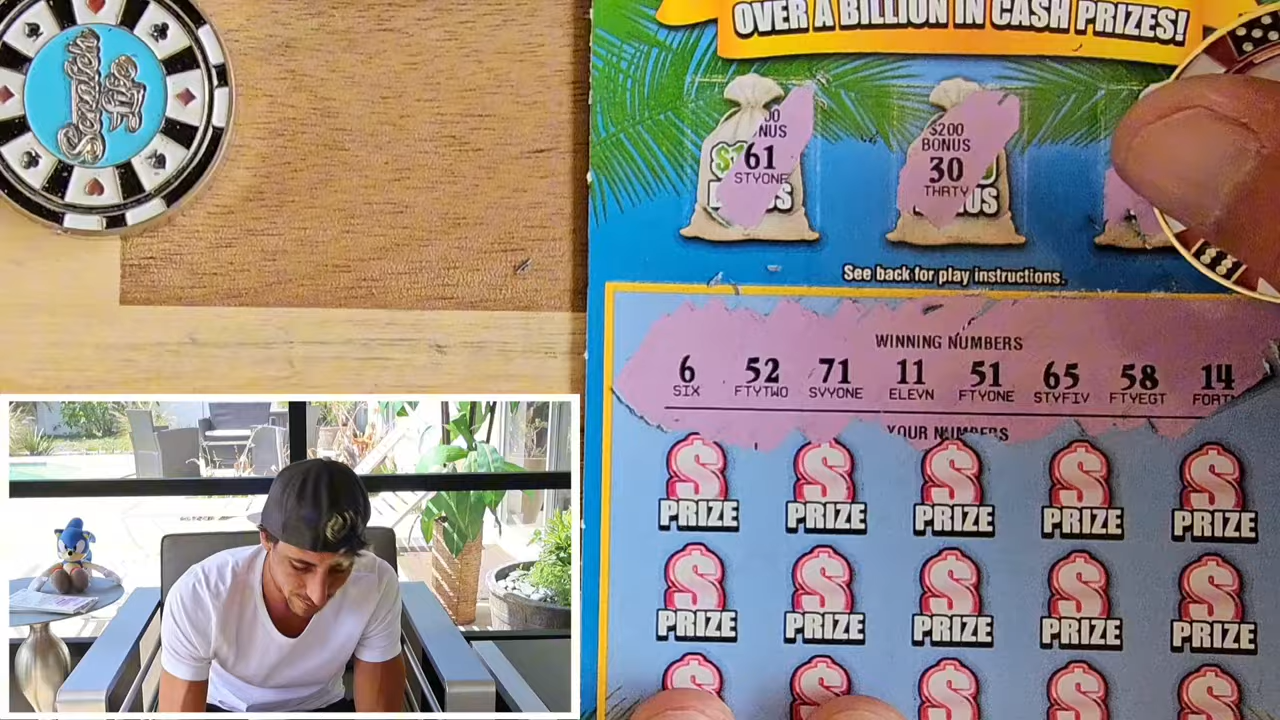 Scratch
Life
OVER A BILLION IN CASH PRIZES!
BONUS
61
STYONE
$200
BONUS
30
THRTY
See back for play instructions.
WINNING NUMBERS
6 52 71 11 51 65 58 14
SIX FTYTWO SVYONE ELEVN FTYONE STYFIV FTYEGT FORT
YOUR NUMBERS
PRIZE PRIZE PRIZE PRIZE PRIZE
PRIZE PRIZE PRIZE PRIZE PRIZE